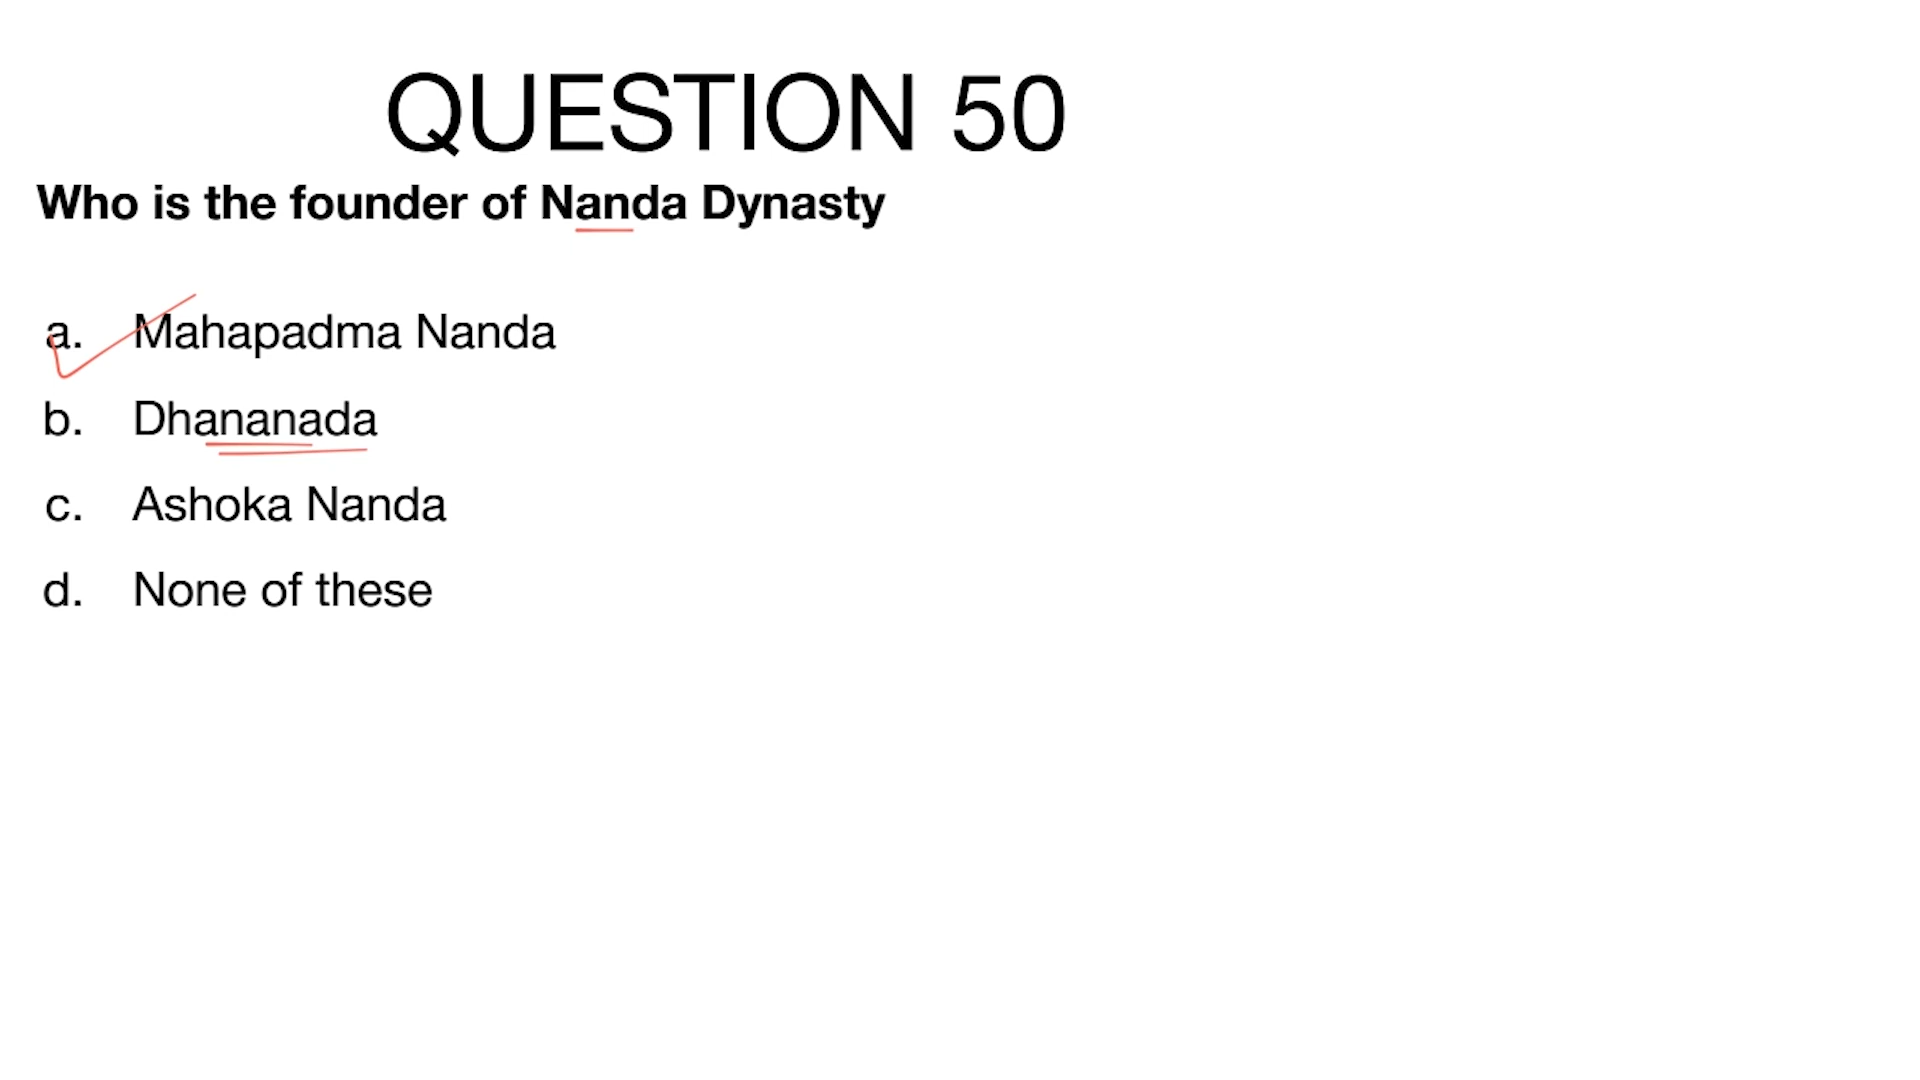 QUESTION 50
Who is the founder of Nanda Dynasty
a. Mahapadma Nanda
b. Dhananada
c. Ashoka Nanda
d. None of these